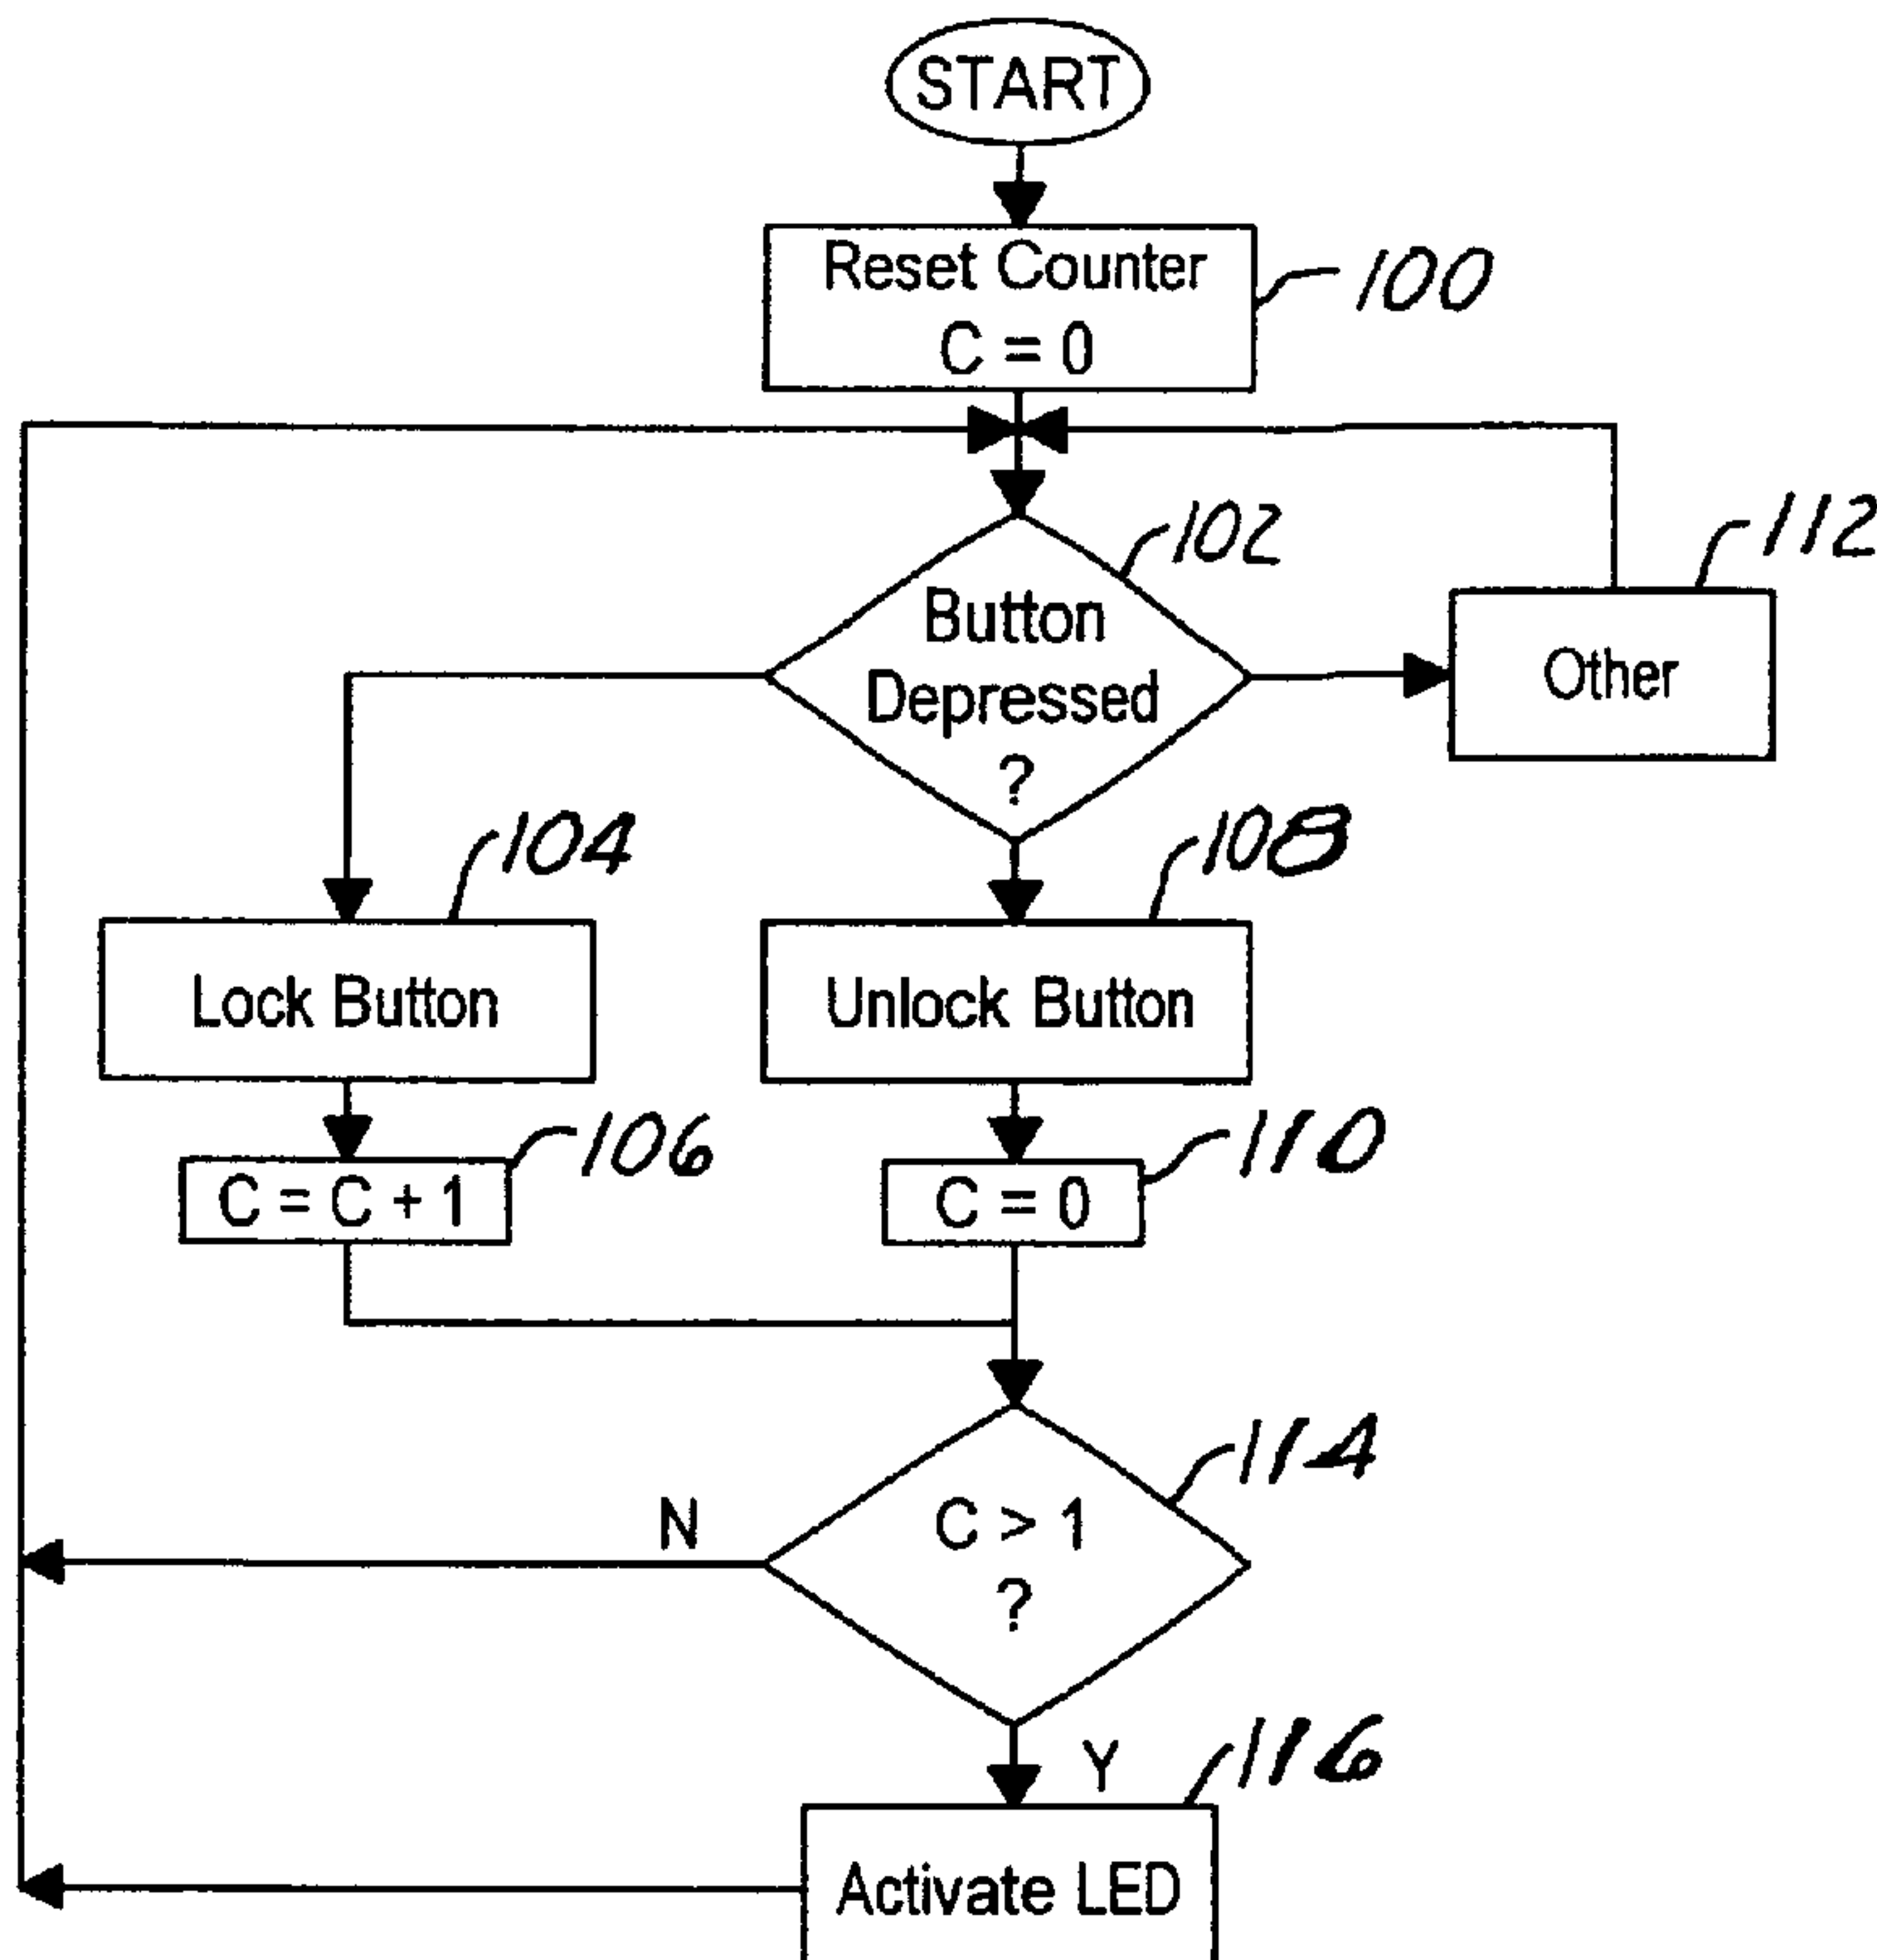 START
Reset Counter
C = 0
100
Button
Depressed
?
102
Other
112
Lock Button
104
Unlock Button
108
C = C + 1
106
C = 0
110
C > 1
?
114
N
Y
Activate LED
116